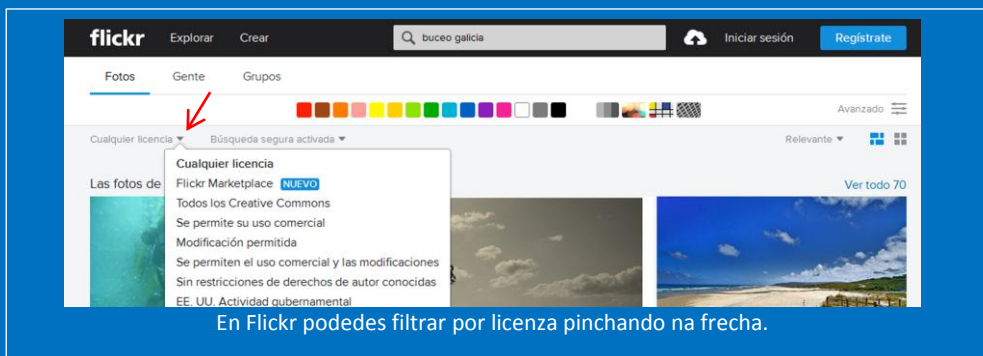 flickr Explorar Crear buceo galicia Iniciar sesión Regístrate
Fotos Gente Grupos
Avanzado
Cualquier licencia Búsqueda segura activada Relevante
Cualquier licencia
Las fotos de Flickr Marketplace NUEVO Ver todo 70
Todos los Creative Commons
Se permite su uso comercial
Modificación permitida
Se permiten el uso comercial y las modificaciones
Sin restricciones de derechos de autor conocidas
EE. UU. Actividad gubernamental
En Flickr podedes filtrar por licenza pinchando na frecha.